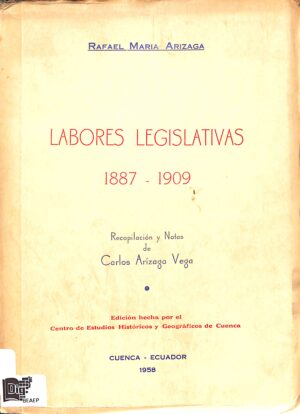 RAFAEL MARIA ARIZAGA
LABORES LEGISLATIVAS
1887 - 1909
Recopilación y Notas
de
Carlos Arízaga Vega
Edición hecha por el
Centro de Estudios Históricos y Geográficos de Cuenca
CUENCA - ECUADOR
1958
BEAEP